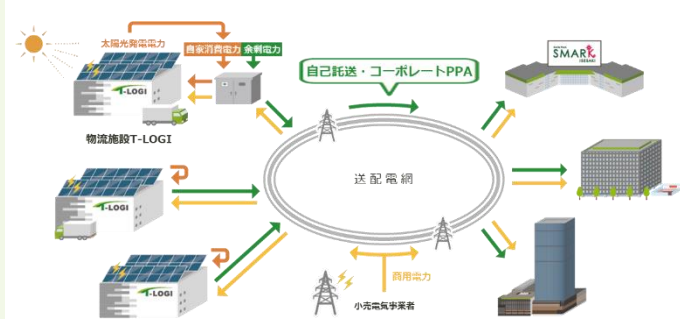 太陽光発電電力
自家消費電力
余剰電力
T-LOGI
物流施設T-LOGI
自己託送・コーポレートPPA
SMARK
ISESAKI
送配電網
T-LOGI
T-LOGI
商用電力
小売電気事業者